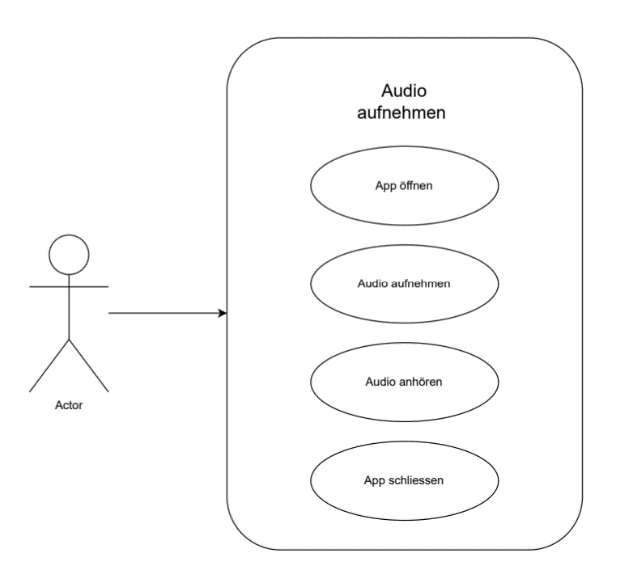 Audio
aufnehmen
App öffnen
Audio aufnehmen
Audio anhören
App schliessen
Actor